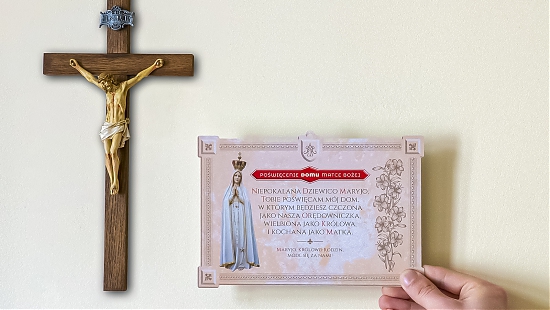 POŚWIĘCENIE DOMU MATCE BOŻEJ
NIEPOKALANA DZIEWICO MARYJO,
TOBIE POŚWIĘCAM MÓJ DOM,
W KTÓRYM BĘDZIESZ CZCZONA
JAKO NASZA ORĘDOWNICZKA,
WIELBIONA JAKO KRÓLOWA
I KOCHANA JAKO MATKA.
MARYJO, KRÓLOWO RODZIN,
MÓDL SIĘ ZA NAMI!